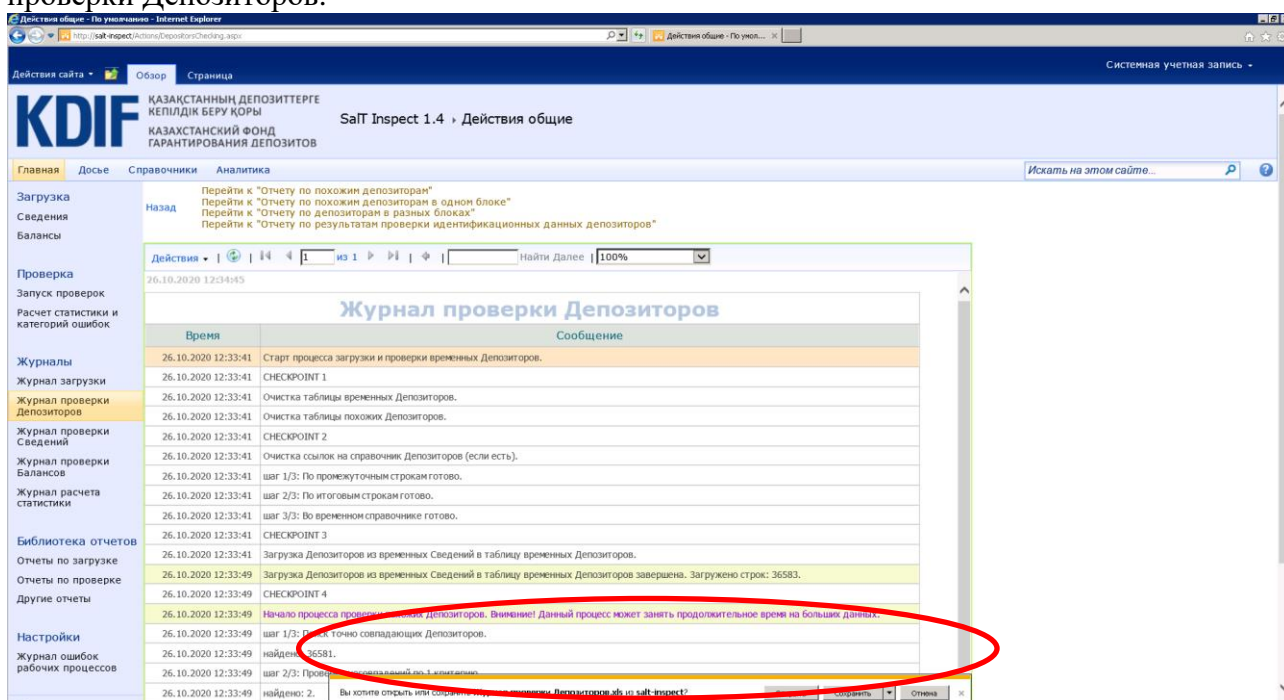 проверки Депозиторов.
Действия общие - По умолчанию - Internet Explorer
http://salt-inspect/Actions/DepositorsChecking.aspx
Действия общие - По умол...
Системная учетная запись
Действия сайта
Обзор
Страница
KDIF
ҚАЗАҚСТАННЫҢ ДЕПОЗИТТЕРГЕ
КЕПІЛДІК БЕРУ ҚОРЫ
КАЗАХСТАНСКИЙ ФОНД
ГАРАНТИРОВАНИЯ ДЕПОЗИТОВ
SalT Inspect 1.4 › Действия общие
Главная Досье Справочники Аналитика
Искать на этом сайте...
Загрузка
Сведения
Балансы
Проверка
Запуск проверок
Расчет статистики и
категорий ошибок
Журналы
Журнал загрузки
Журнал проверки
Депозиторов
Журнал проверки
Сведений
Журнал проверки
Балансов
Журнал расчета
статистики
Библиотека отчетов
Отчеты по загрузке
Отчеты по проверке
Другие отчеты
Настройки
Журнал ошибок
рабочих процессов
Назад
Перейти к "Отчету по похожим депозиторам"
Перейти к "Отчету по похожим депозиторам в одном блоке"
Перейти к "Отчету по депозиторам в разных блоках"
Перейти к "Отчету по результатам проверки идентификационных данных депозиторов"
Действия | 1 из 1 | Найти Далее | 100%
26.10.2020 12:34:45
Журнал проверки Депозиторов
Время Сообщение
26.10.2020 12:33:41 Старт процесса загрузки и проверки временных Депозиторов.
26.10.2020 12:33:41 CHECKPOINT 1
26.10.2020 12:33:41 Очистка таблицы временных Депозиторов.
26.10.2020 12:33:41 Очистка таблицы похожих Депозиторов.
26.10.2020 12:33:41 CHECKPOINT 2
26.10.2020 12:33:41 Очистка ссылок на справочник Депозиторов (если есть).
26.10.2020 12:33:41 шаг 1/3: По промежуточным строкам готово.
26.10.2020 12:33:41 шаг 2/3: По итоговым строкам готово.
26.10.2020 12:33:41 шаг 3/3: Во временном справочнике готово.
26.10.2020 12:33:41 CHECKPOINT 3
26.10.2020 12:33:41 Загрузка Депозиторов из временных Сведений в таблицу временных Депозиторов.
26.10.2020 12:33:49 Загрузка Депозиторов из временных Сведений в таблицу временных Депозиторов завершена. Загружено строк: 36583.
26.10.2020 12:33:49 CHECKPOINT 4
26.10.2020 12:33:49 Начало процесса проверки похожих Депозиторов. Внимание! Данный процесс может занять продолжительное время на больших данных.
26.10.2020 12:33:49 шаг 1/3: Поиск точно совпадающих Депозиторов.
26.10.2020 12:33:49 найдено: 36581.
26.10.2020 12:33:49 шаг 2/3: по 1 критерию
26.10.2020 12:33:49 найдено: 2.
Вы хотите открыть или сохранить Журнал проверки Депозиторов.xls из salt-inspect?
Сохранить Отмена